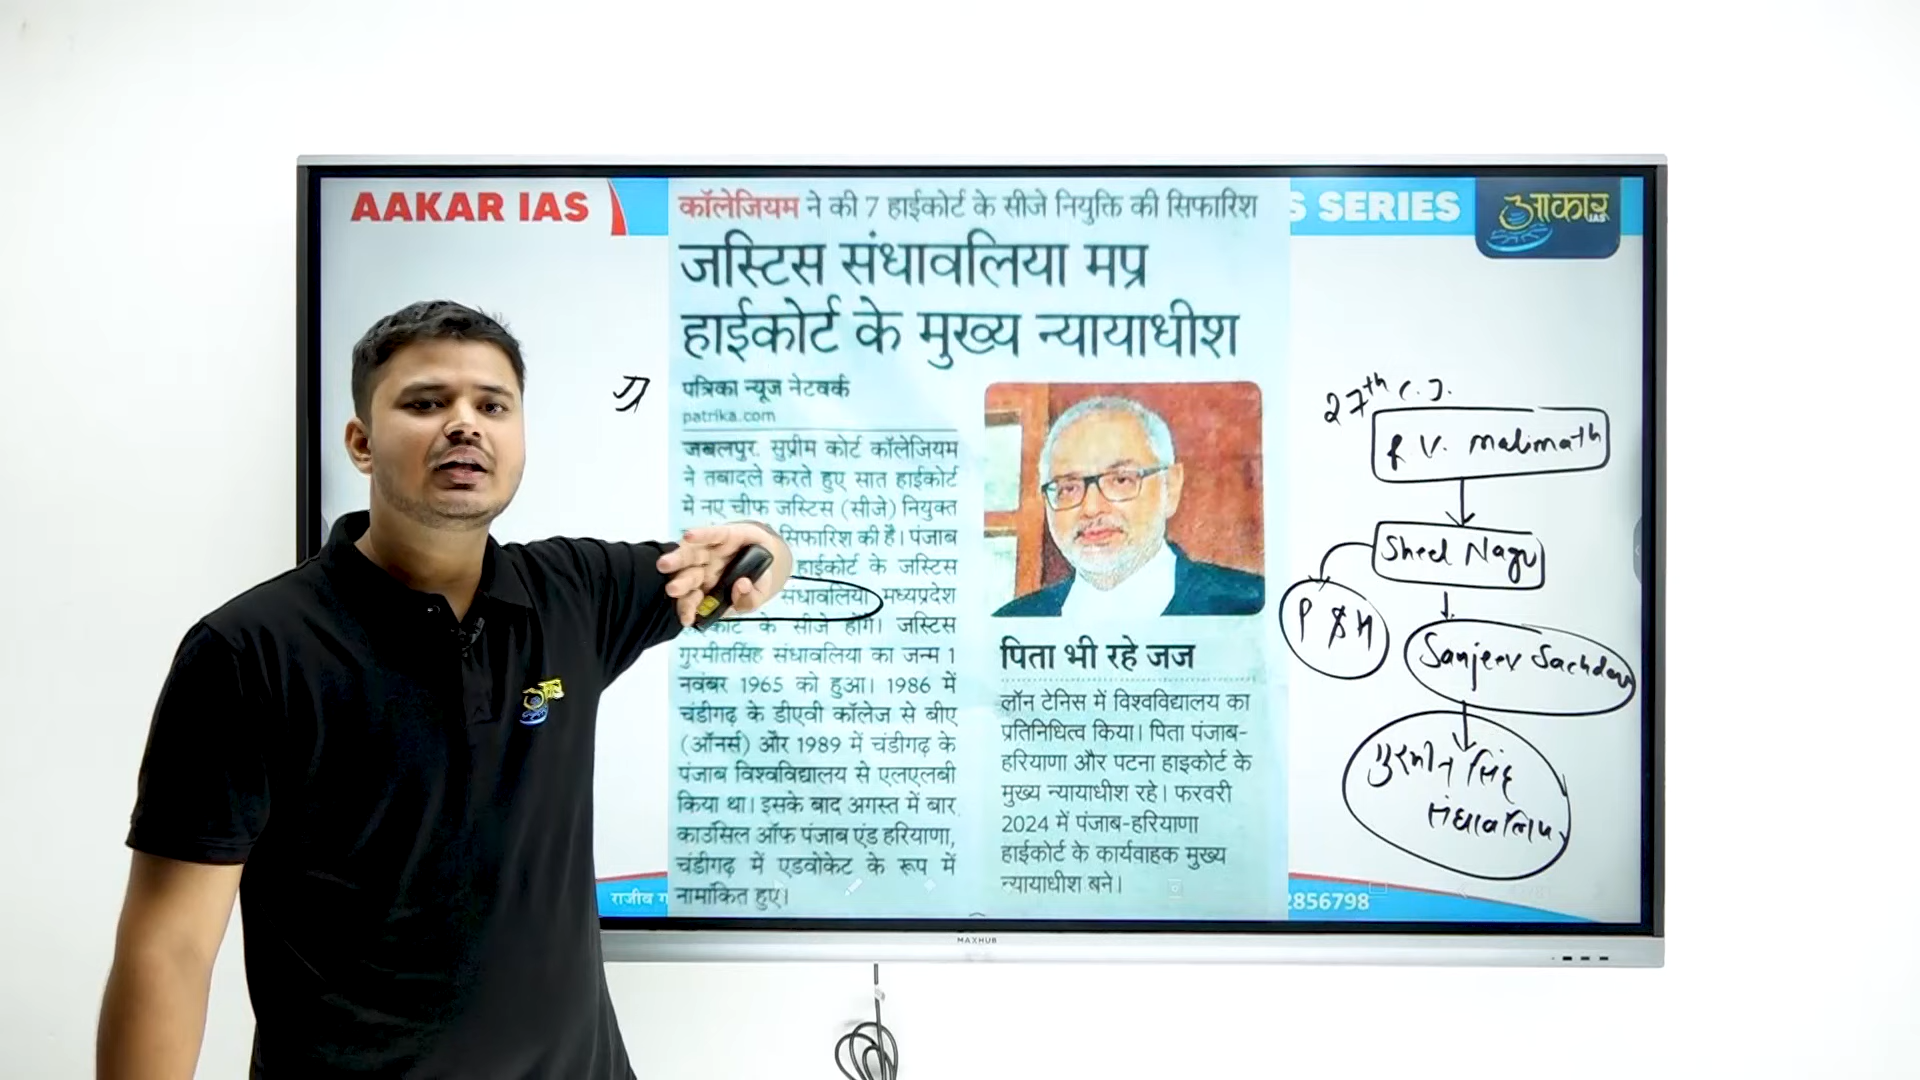 AAKAR IAS
S SERIES
आकार
IAS
कॉलेजियम ने की 7 हाईकोर्ट के सीजे नियुक्ति की सिफारिश
जस्टिस संधावलिया मप्र
हाईकोर्ट के मुख्य न्यायाधीश
पत्रिका न्यूज नेटवर्क
patrika.com
जबलपुर. सुप्रीम कोर्ट कॉलेजियम
ने तबादले करते हुए सात हाईकोर्ट
में नए चीफ जस्टिस (सीजे) नियुक्त
सिफारिश की है। पंजाब
हाईकोर्ट के जस्टिस
संधावलिया मध्यप्रदेश
के सीजे होंगे। जस्टिस
गुरमीतसिंह संधावलिया का जन्म 1
नवंबर 1965 को हुआ। 1986 में
चंडीगढ़ के डीएवी कॉलेज से बीए
(ऑनर्स) और 1989 में चंडीगढ़ के
पंजाब विश्वविद्यालय से एलएलबी
किया था। इसके बाद अगस्त में बार
काउंसिल ऑफ पंजाब एंड हरियाणा,
चंडीगढ़ में एडवोकेट के रूप में
नामांकित हुए।
पिता भी रहे जज
लॉन टेनिस में विश्वविद्यालय का
प्रतिनिधित्व किया। पिता पंजाब-
हरियाणा और पटना हाइकोर्ट के
मुख्य न्यायाधीश रहे। फरवरी
2024 में पंजाब-हरियाणा
हाईकोर्ट के कार्यवाहक मुख्य
न्यायाधीश बने।
27th C.J.
R V. malimath
Sheel Nagu
P & H
Sanjeev Sachdev
गुरमीत सिंह
संधावलिया
राजीव ग
2856798
MAXHUB